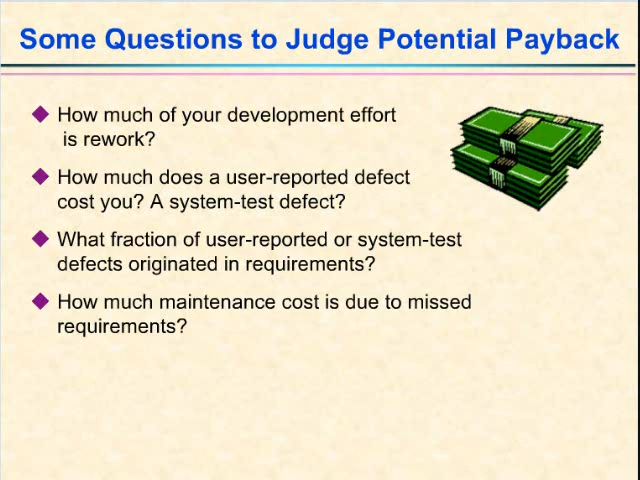 Some Questions to Judge Potential Payback
How much of your development effort
is rework?
How much does a user-reported defect
cost you? A system-test defect?
What fraction of user-reported or system-test
defects originated in requirements?
How much maintenance cost is due to missed
requirements?